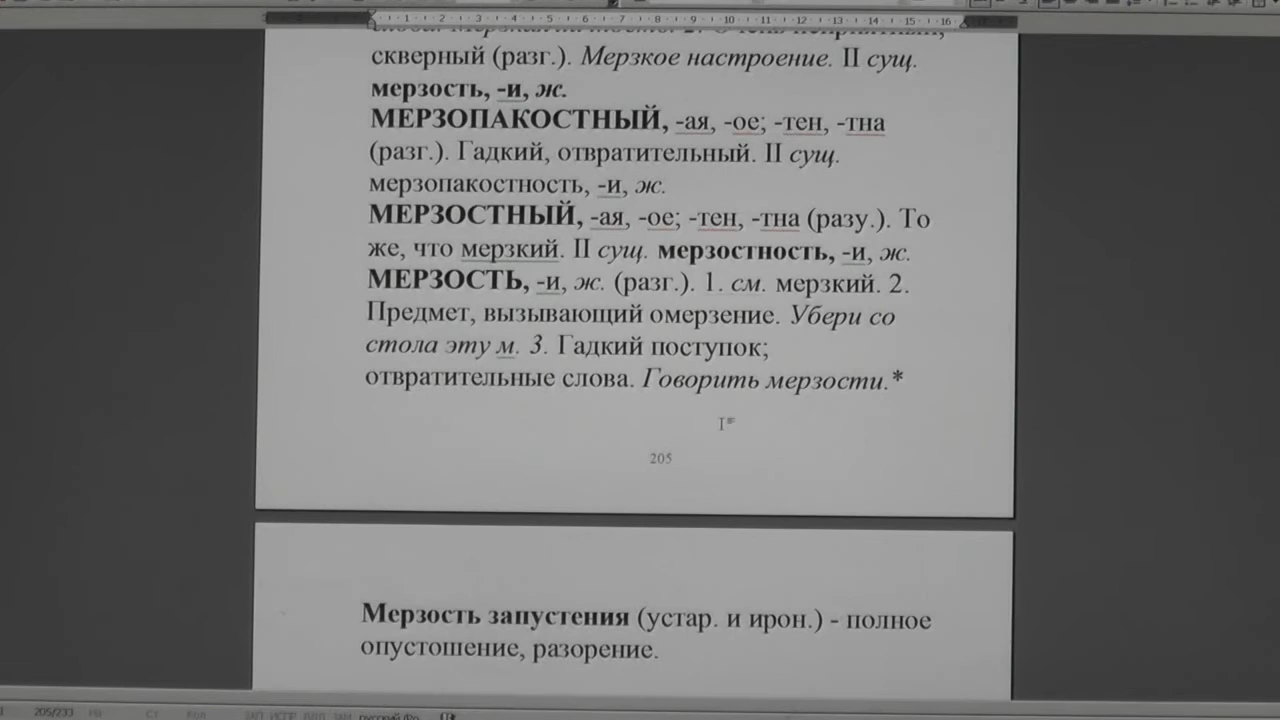 скверный (разг.). Мерзкое настроение. II сущ.
мерзость, -и, ж.
МЕРЗОПАКОСТНЫЙ, -ая, -ое; -тен, -тна
(разг.). Гадкий, отвратительный. II сущ.
мерзопакостность, -и, ж.
МЕРЗОСТНЫЙ, -ая, -ое; -тен, -тна (разу.). То
же, что мерзкий. II сущ. мерзостность, -и, ж.
МЕРЗОСТЬ, -и, ж. (разг.). 1. см. мерзкий. 2.
Предмет, вызывающий омерзение. Убери со
стола эту м. 3. Гадкий поступок;
отвратительные слова. Говорить мерзости.*
205
Мерзость запустения (устар. и ирон.) - полное
опустошение, разорение.
205/233